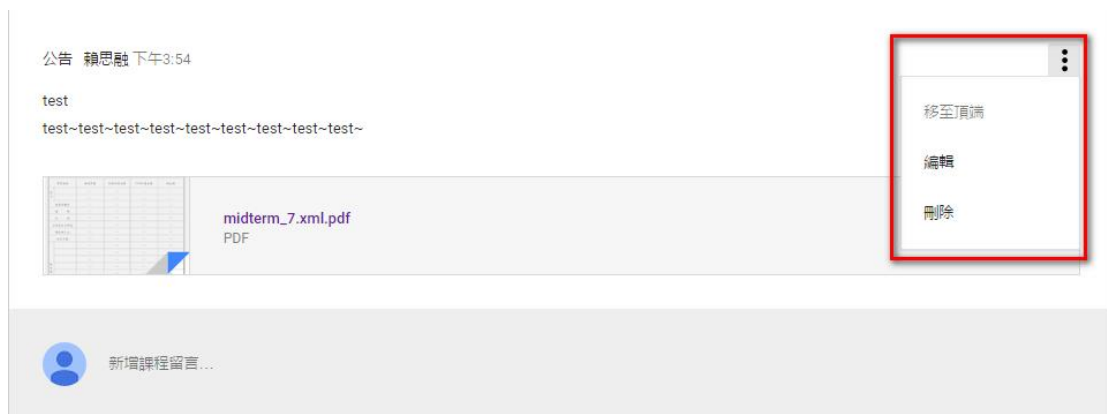 公告 賴思融 下午3:54
test
test~test~test~test~test~test~test~test~test~
移至頂端
編輯
刪除
midterm_7.xml.pdf
PDF
新增課程留言...